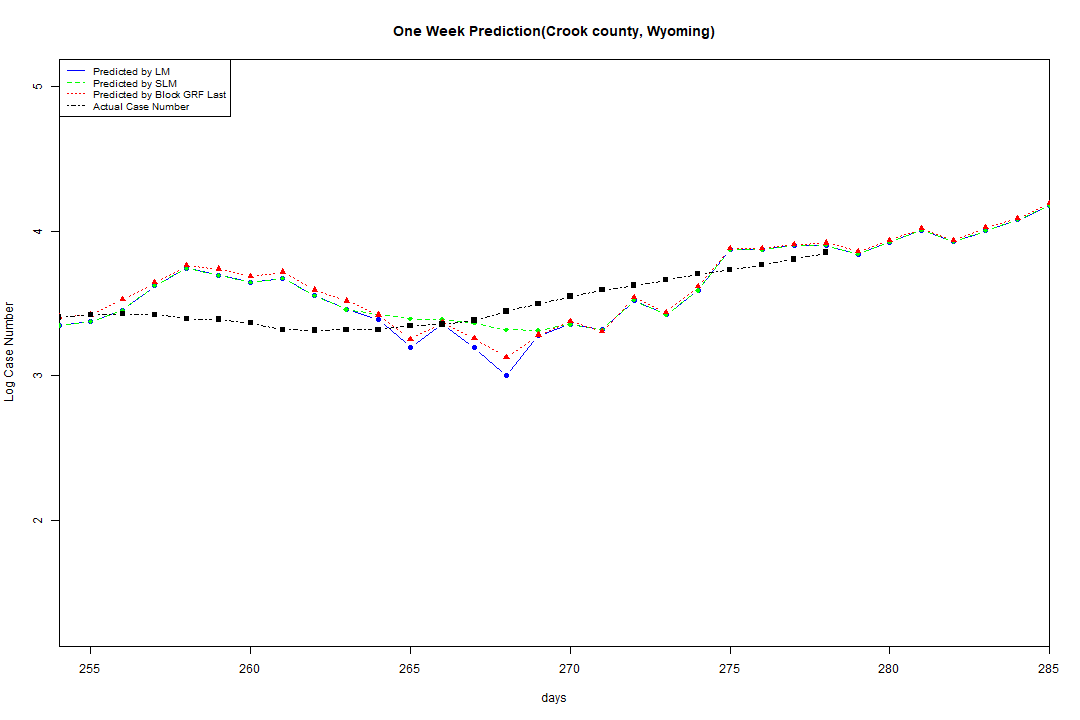 One Week Prediction(Crook county, Wyoming)
Predicted by LM
Predicted by SLM
Predicted by Block GRF Last
Actual Case Number
Log Case Number
5
4
3
2
255 260 265 270 275 280 285
days